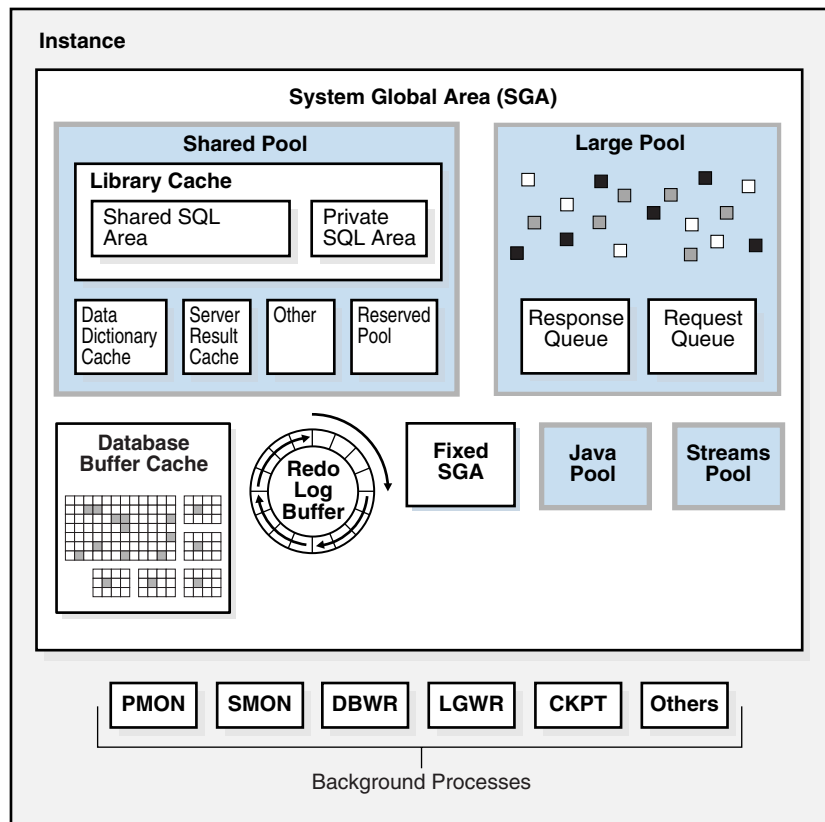 Instance
System Global Area (SGA)
Shared Pool
Library Cache
Shared SQL
Area
Private
SQL Area
Data
Dictionary
Cache
Server
Result
Cache
Other
Reserved
Pool
Large Pool
Response
Queue
Request
Queue
Database
Buffer Cache
Redo
Log
Buffer
Fixed
SGA
Java
Pool
Streams
Pool
PMON
SMON
DBWR
LGWR
CKPT
Others
Background Processes